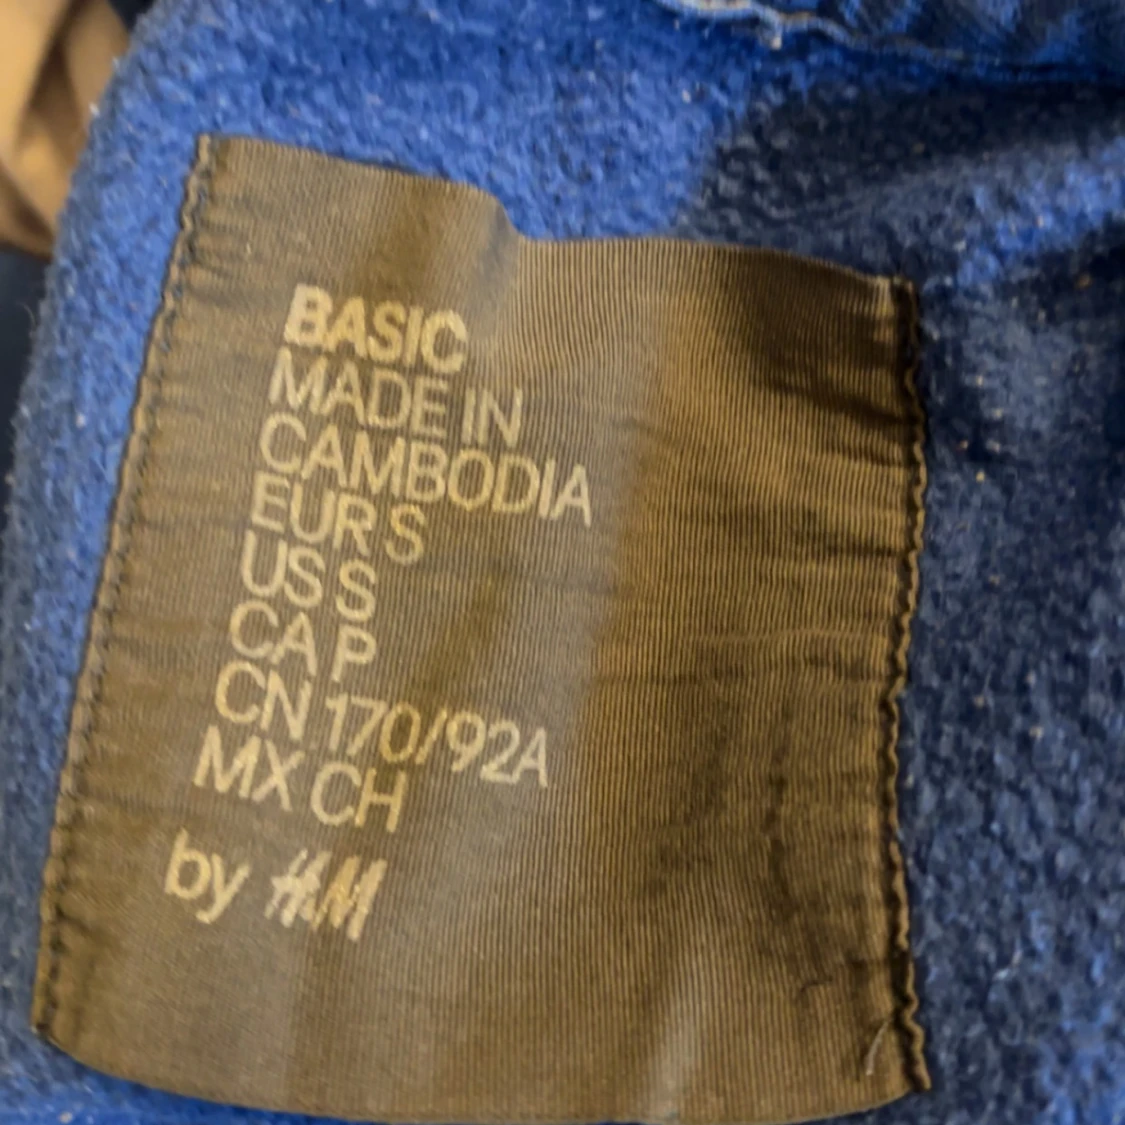 BASIC
MADE IN
CAMBODIA
EUR S
US S
CA P
CN 170/92A
MX CH
by H&M